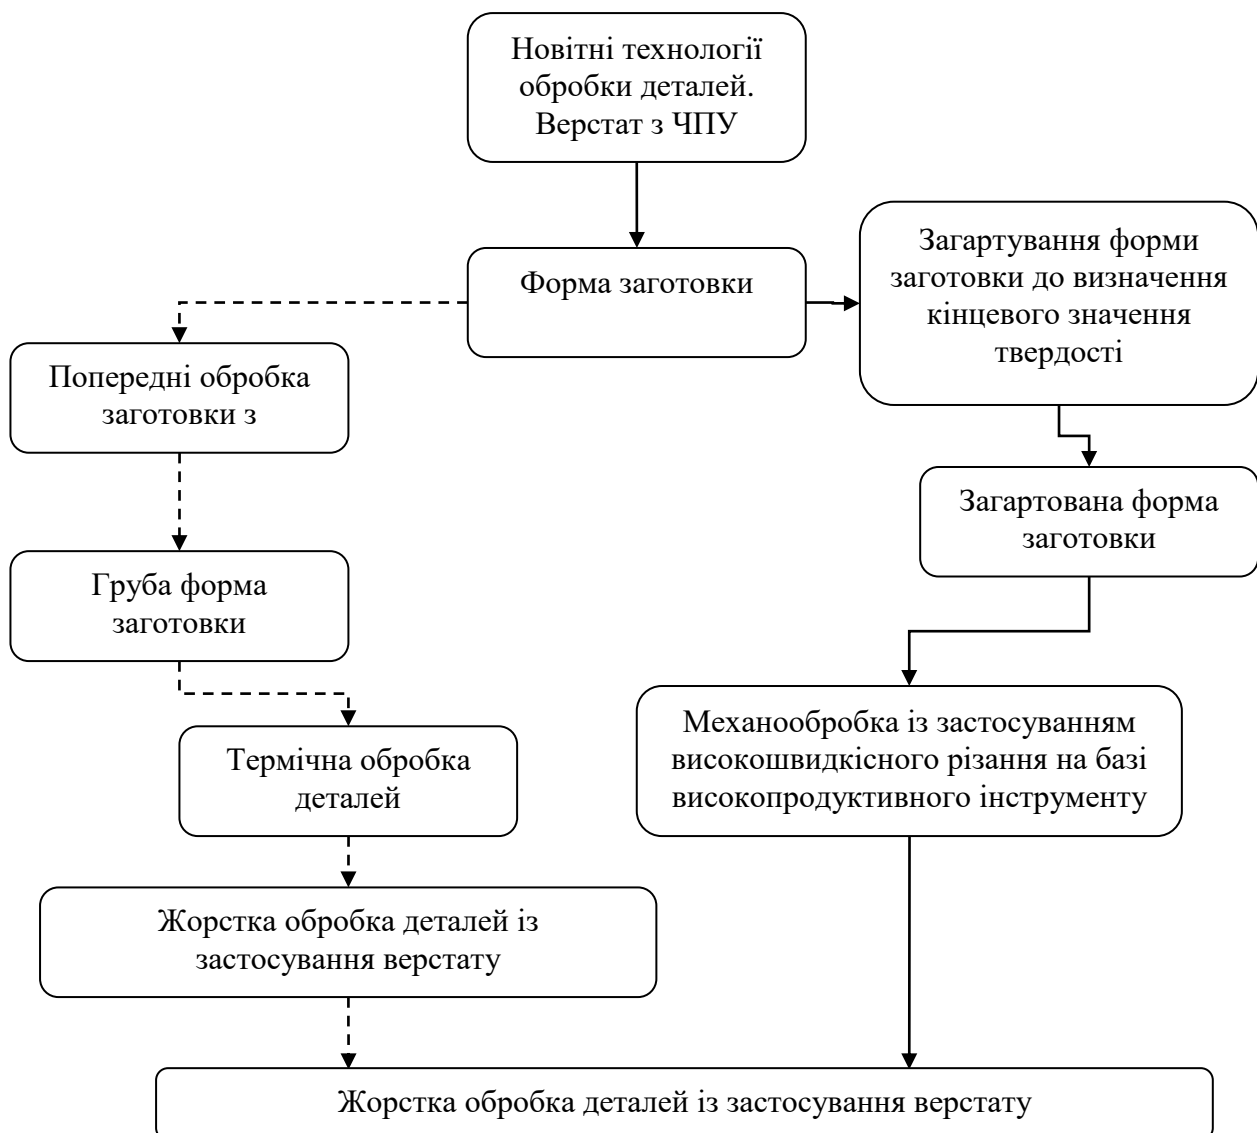 Новітні технології
обробки деталей.
Верстат з ЧПУ
Форма заготовки
Загартування форми
заготовки до визначення
кінцевого значення
твердості
Попередні обробка
заготовки з
Загартована форма
заготовки
Груба форма
заготовки
Термічна обробка
деталей
Механообробка із застосуванням
високошвидкісного різання на базі
високопродуктивного інструменту
Жорстка обробка деталей із
застосування верстату
Жорстка обробка деталей із застосування верстату